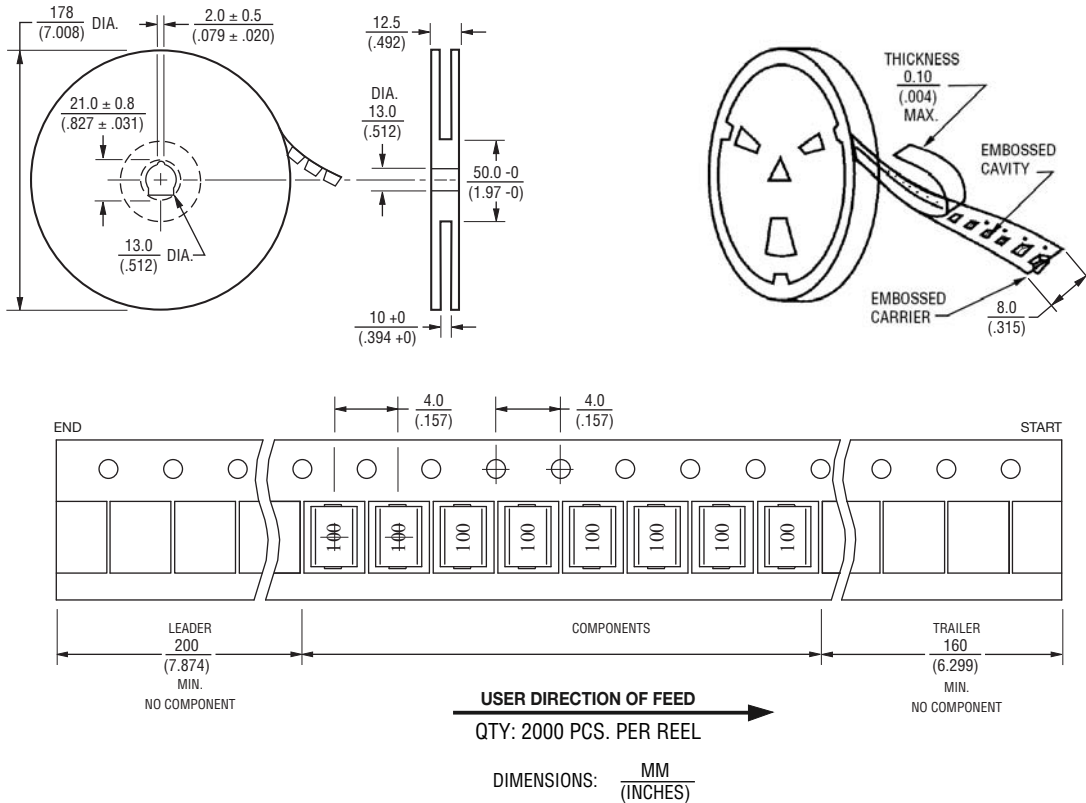 178
(7.008) DIA.
2.0 ± 0.5
(.079 ± .020)
21.0 ± 0.8
(.827 ± .031)
13.0
(.512) DIA.
12.5
(.492)
DIA.
13.0
(.512)
50.0 -0
(1.97 -0)
10 +0
(.394 +0)
THICKNESS
0.10
(.004)
MAX.
EMBOSSED
CAVITY
EMBOSSED
CARRIER
8.0
(.315)
4.0
(.157)
4.0
(.157)
END
START
100 100 100 100 100 100 100 100
LEADER
200
(7.874)
MIN.
NO COMPONENT
COMPONENTS
TRAILER
160
(6.299)
MIN.
NO COMPONENT
USER DIRECTION OF FEED
QTY: 2000 PCS. PER REEL
DIMENSIONS: MM
(INCHES)